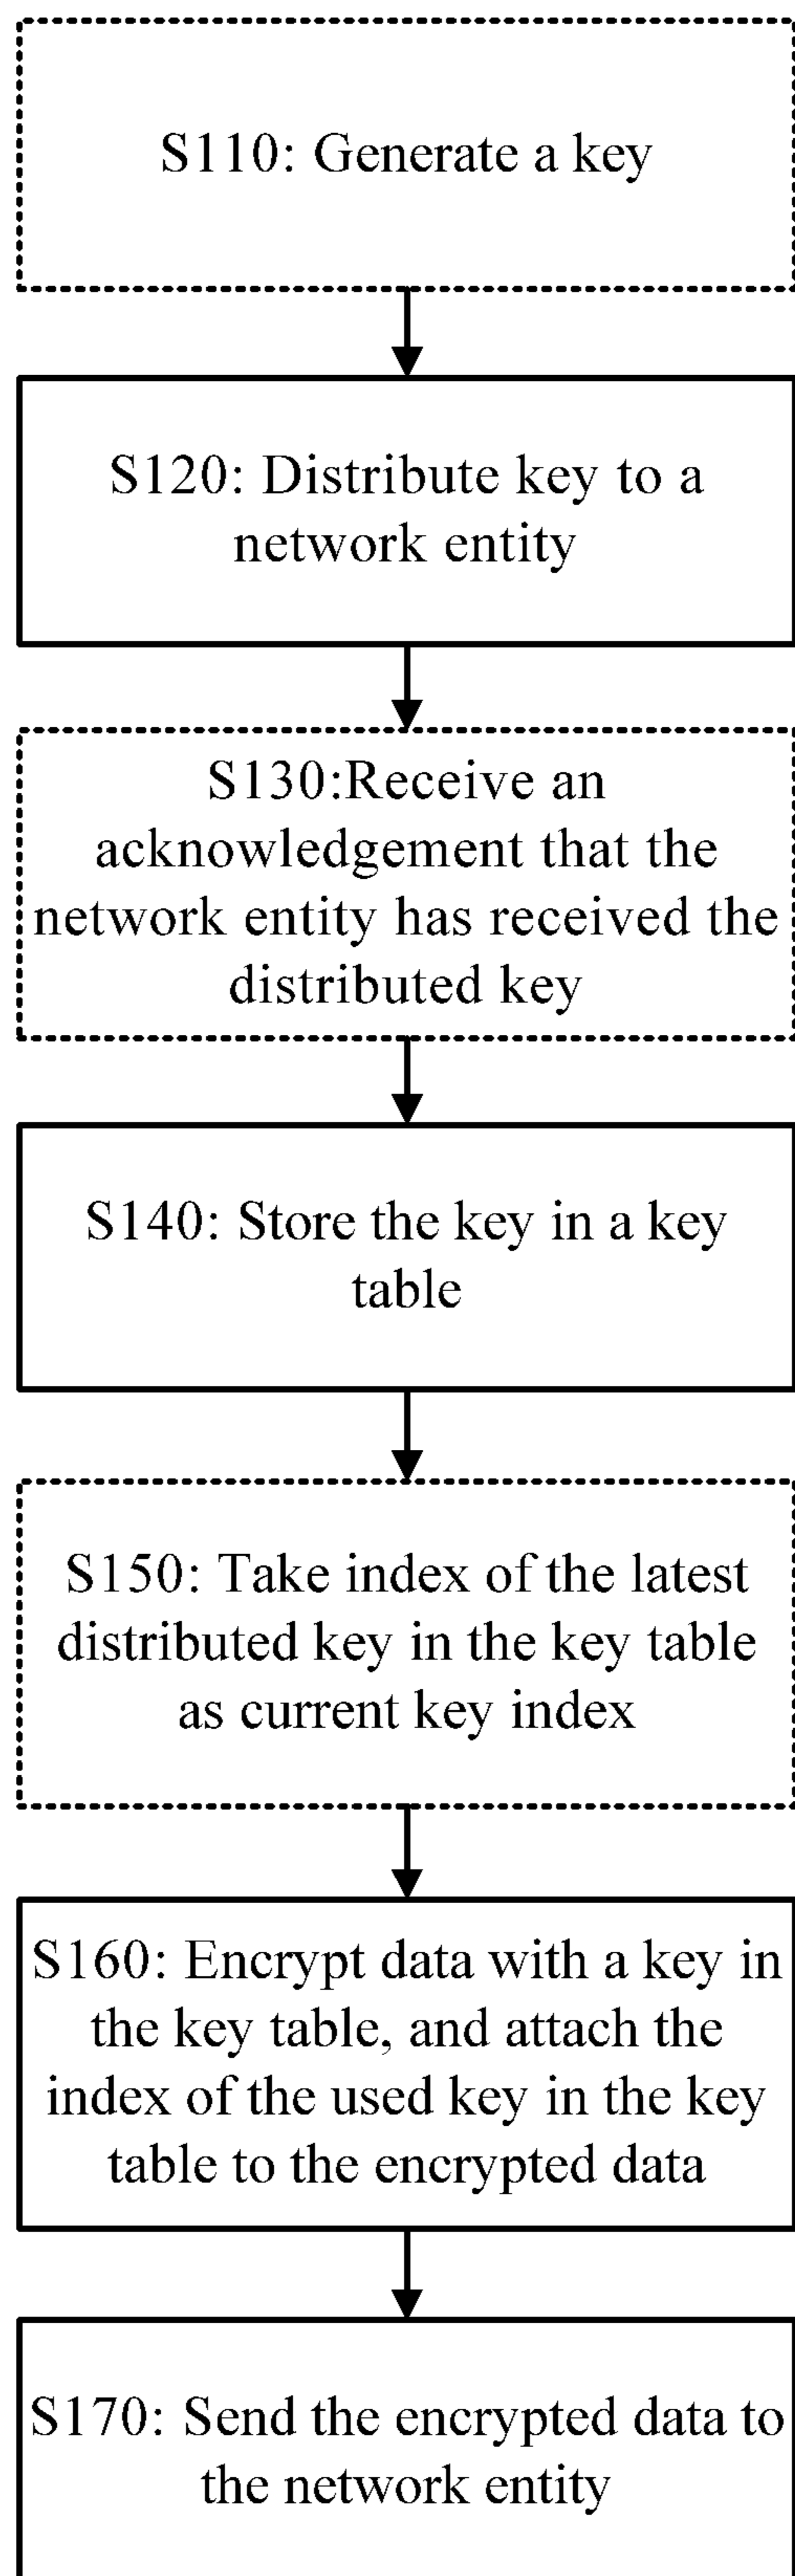 S110: Generate a key
S120: Distribute key to a
network entity
S130:Receive an
acknowledgement that the
network entity has received the
distributed key
S140: Store the key in a key
table
S150: Take index of the latest
distributed key in the key table
as current key index
S160: Encrypt data with a key in
the key table, and attach the
index of the used key in the key
table to the encrypted data
S170: Send the encrypted data to
the network entity